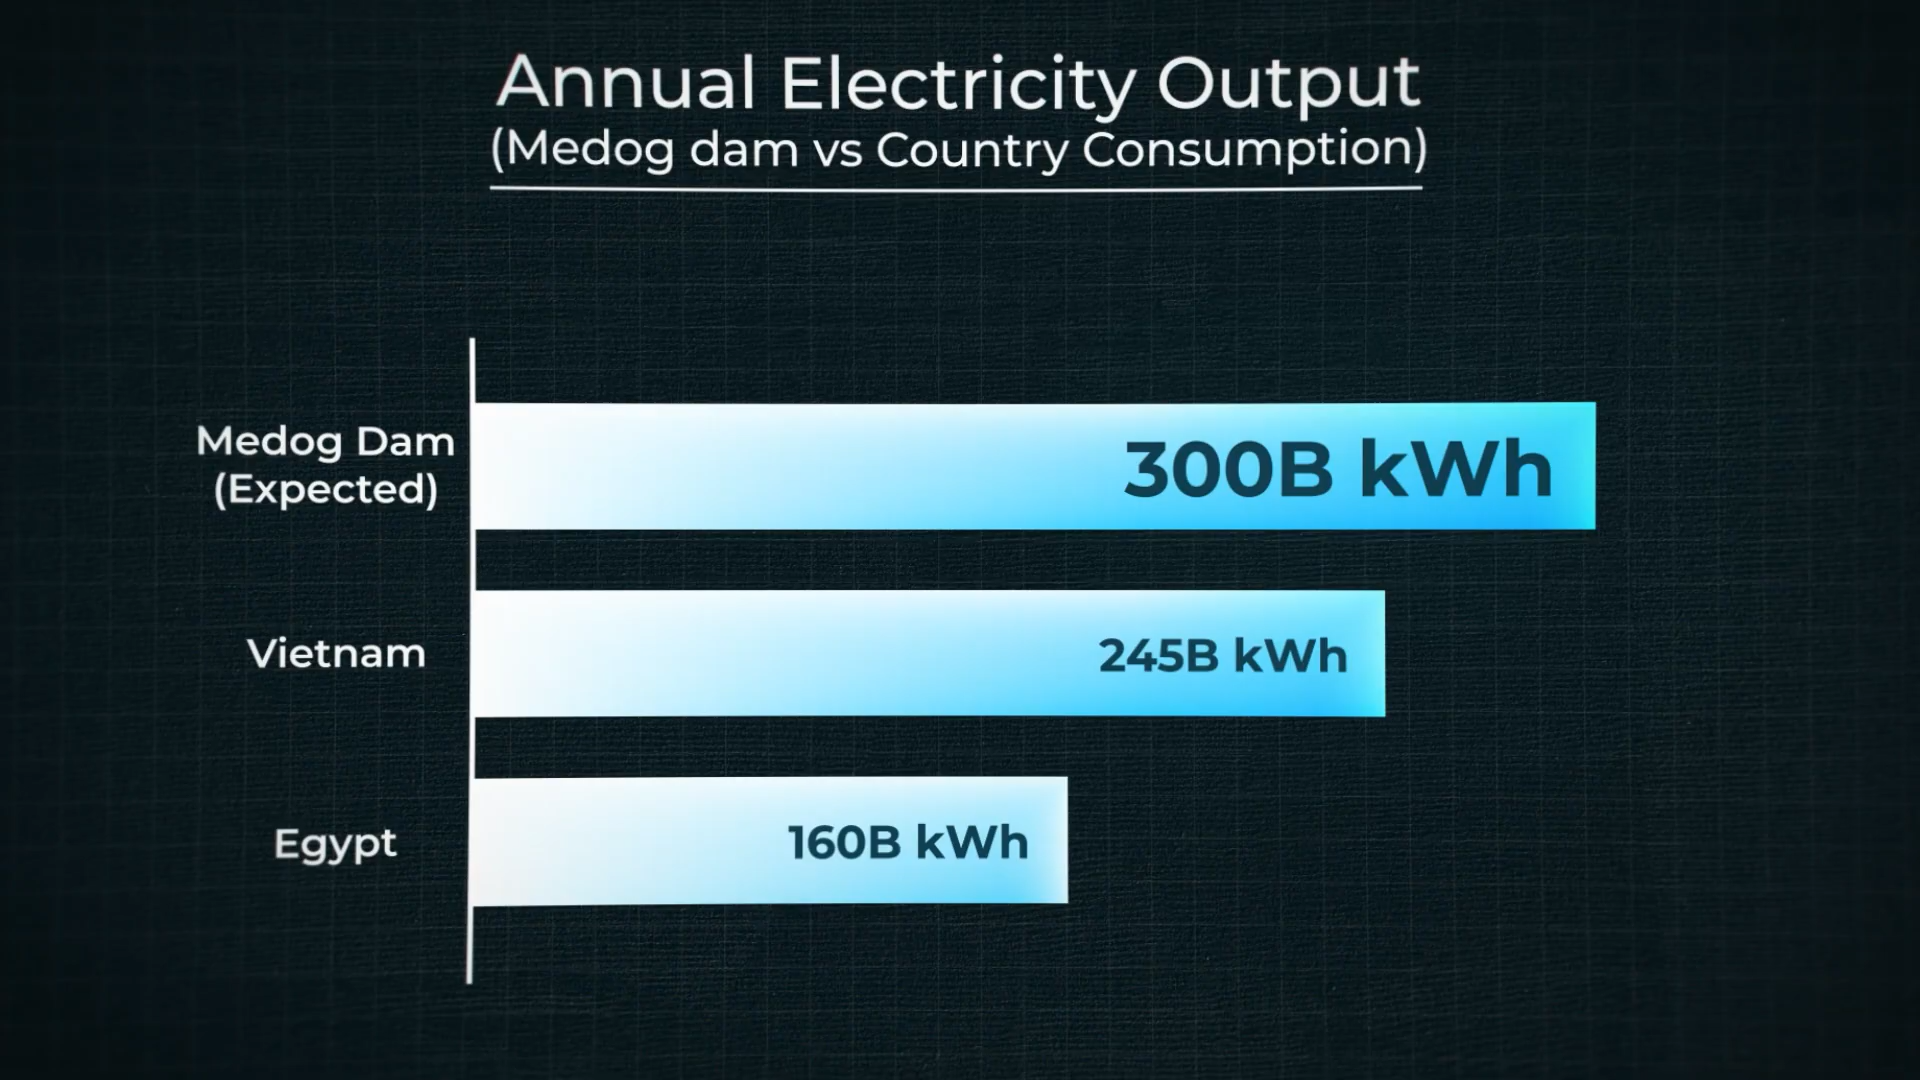 Annual Electricity Output
(Medog dam vs Country Consumption)
Medog Dam
(Expected)
300B kWh
Vietnam
245B kWh
Egypt
160B kWh